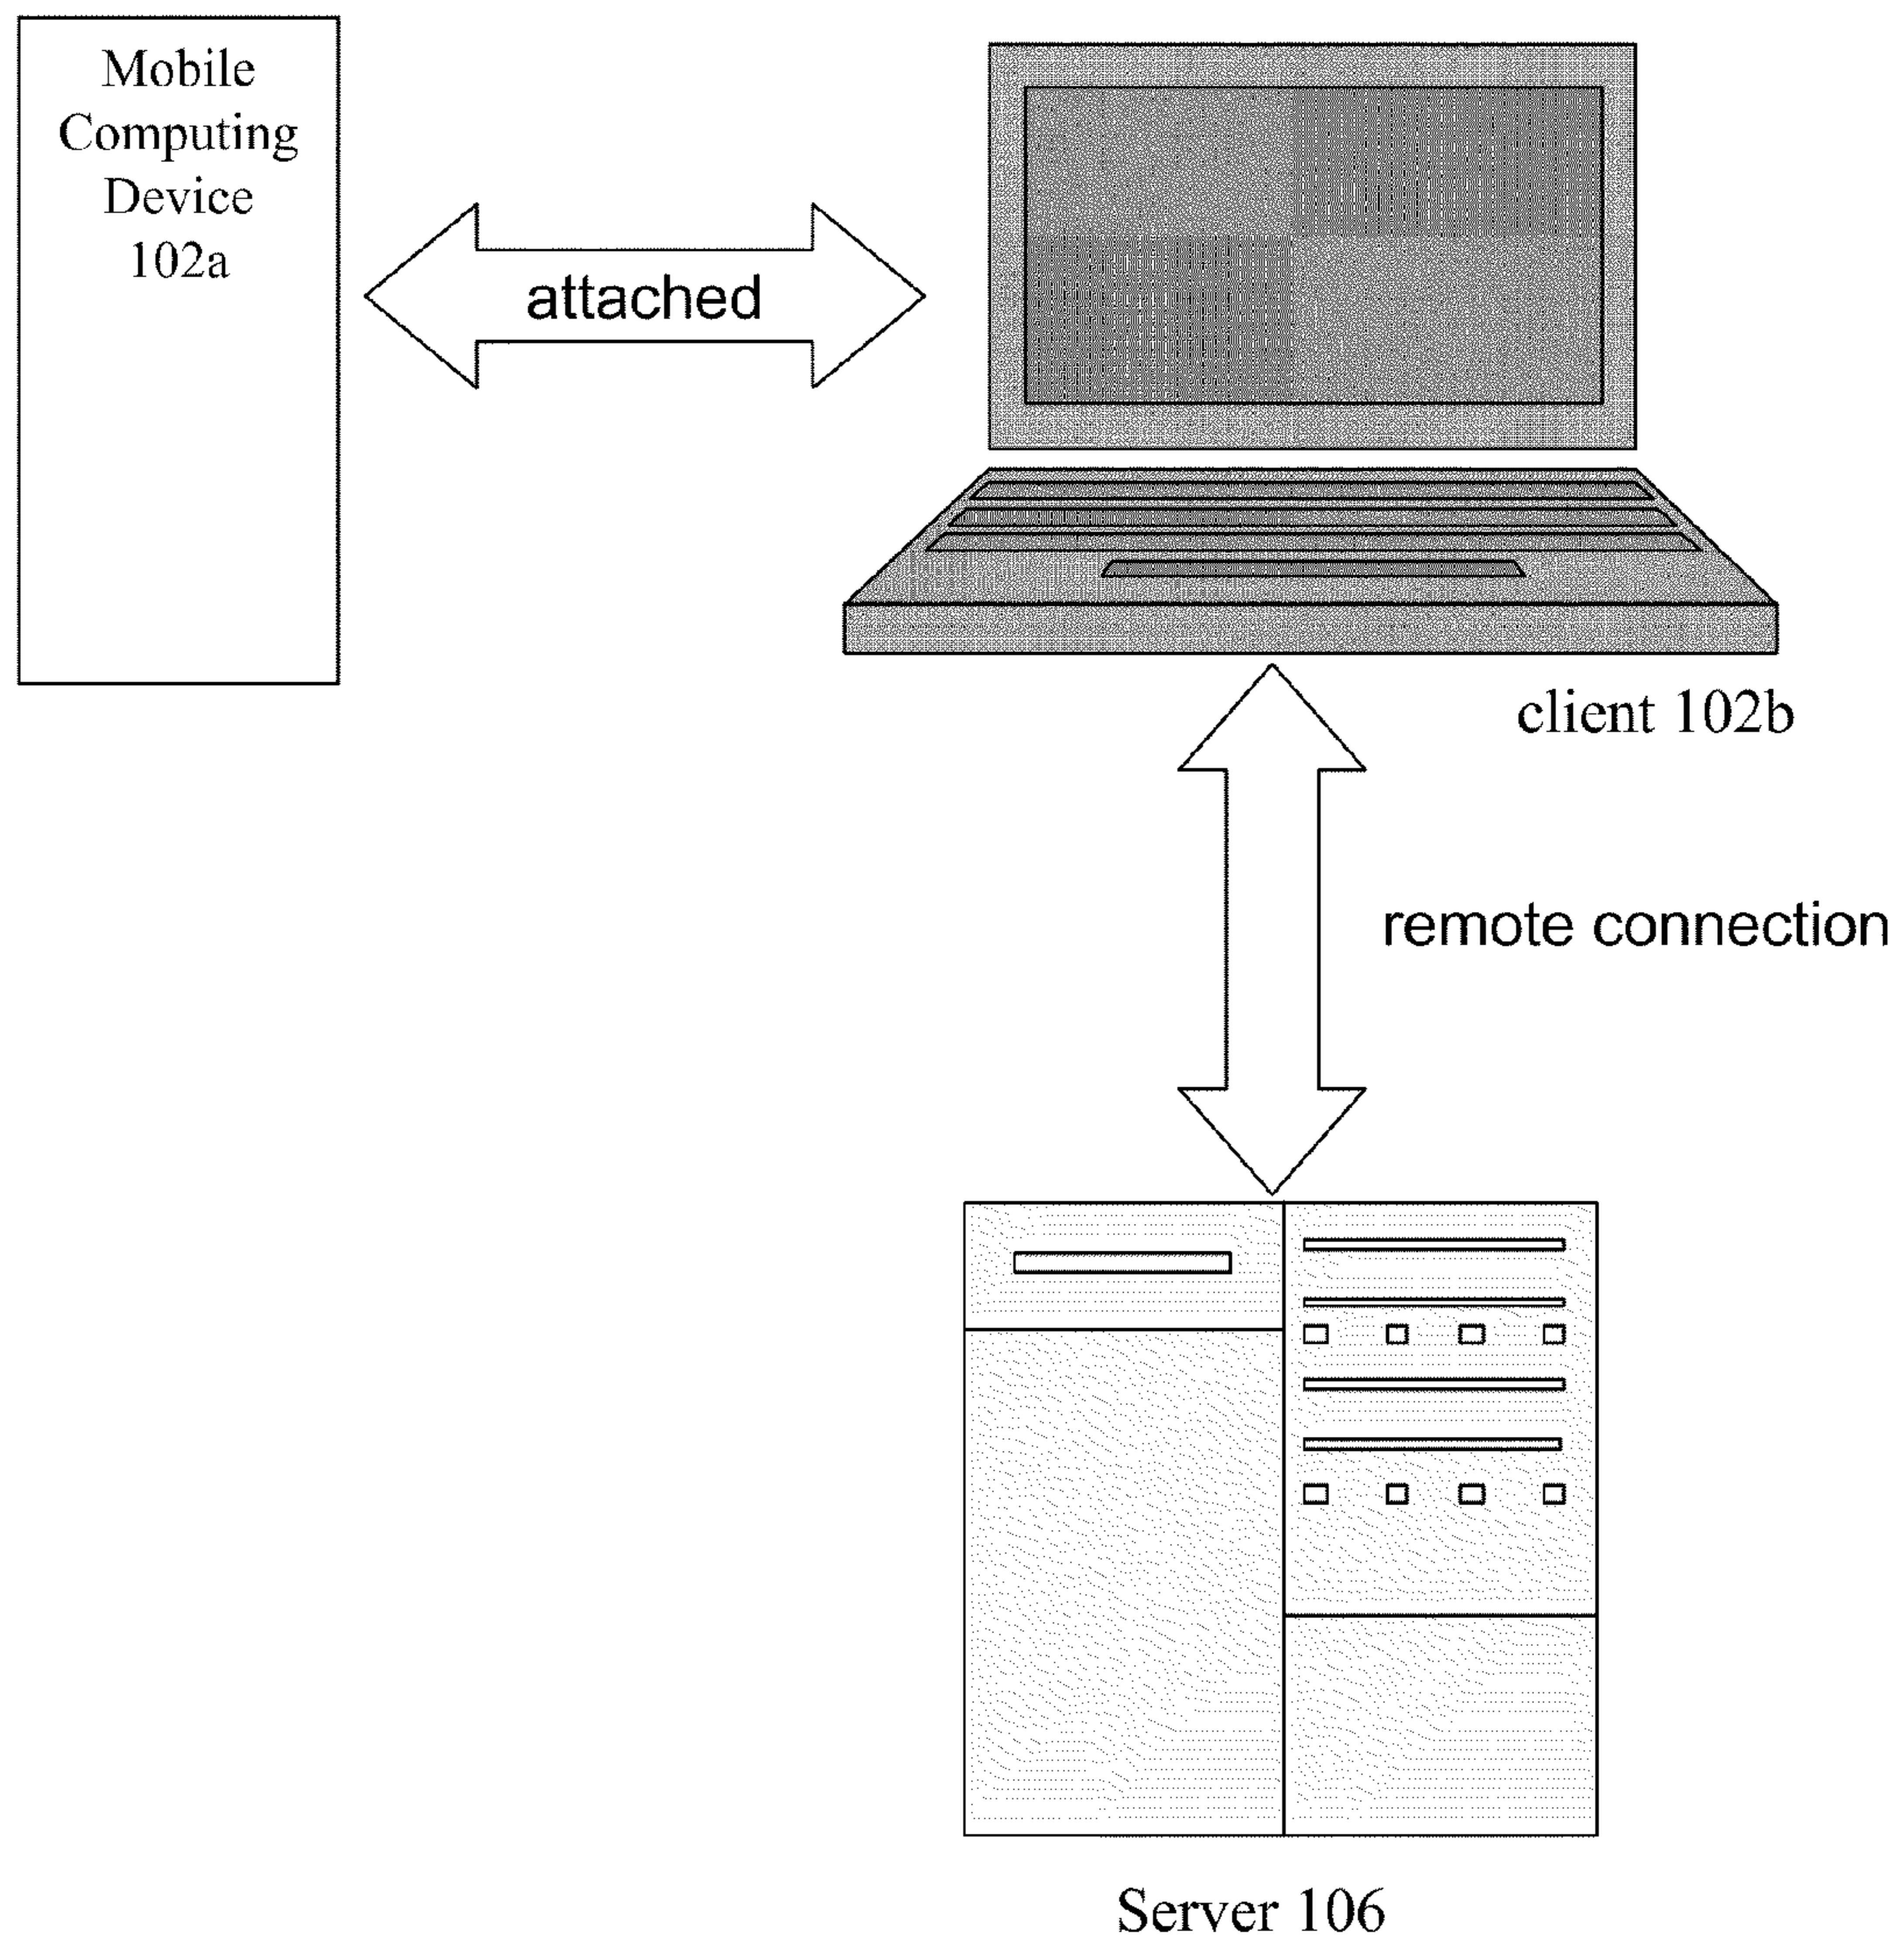 Mobile
Computing
Device
102a
attached
client 102b
remote connection
Server 106